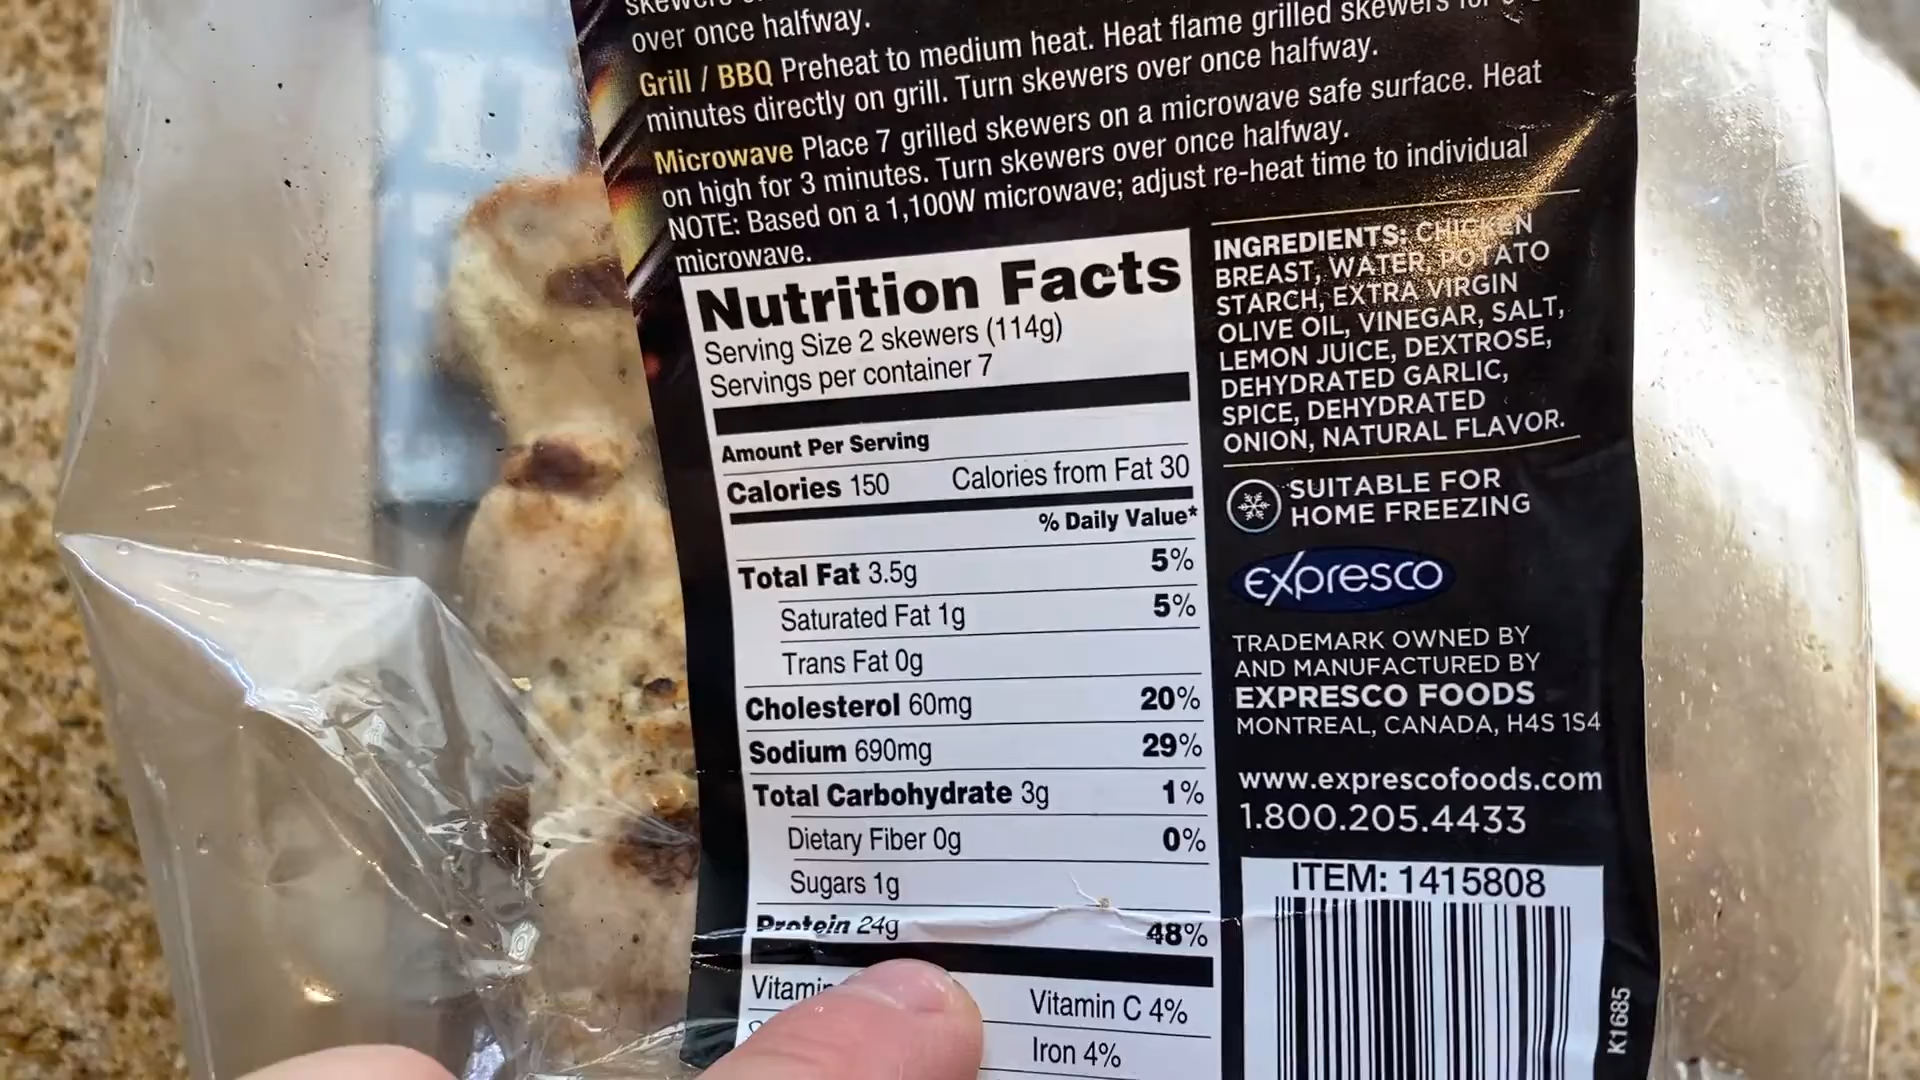 over once halfway.
Grill / BBQ Preheat to medium heat. Heat flame grilled skewers for
minutes directly on grill. Turn skewers over once halfway.
Microwave Place 7 grilled skewers on a microwave safe surface. Heat
on high for 3 minutes. Turn skewers over once halfway.
NOTE: Based on a 1,100W microwave; adjust re-heat time to individual
microwave.
Nutrition Facts
Serving Size 2 skewers (114g)
Servings per container 7
Amount Per Serving
Calories 150 Calories from Fat 30
% Daily Value*
Total Fat 3.5g 5%
Saturated Fat 1g 5%
Trans Fat 0g
Cholesterol 60mg 20%
Sodium 690mg 29%
Total Carbohydrate 3g 1%
Dietary Fiber 0g 0%
Sugars 1g
Protein 24g 48%
Vitamin C 4%
Iron 4%
INGREDIENTS: CHICKEN
BREAST, WATER, POTATO
STARCH, EXTRA VIRGIN
OLIVE OIL, VINEGAR, SALT,
LEMON JUICE, DEXTROSE,
DEHYDRATED GARLIC,
SPICE, DEHYDRATED
ONION, NATURAL FLAVOR.
SUITABLE FOR
HOME FREEZING
expresco
TRADEMARK OWNED BY
AND MANUFACTURED BY
EXPRESCO FOODS
MONTREAL, CANADA, H4S 1S4
www.exprescofoods.com
1.800.205.4433
ITEM: 1415808
K1685